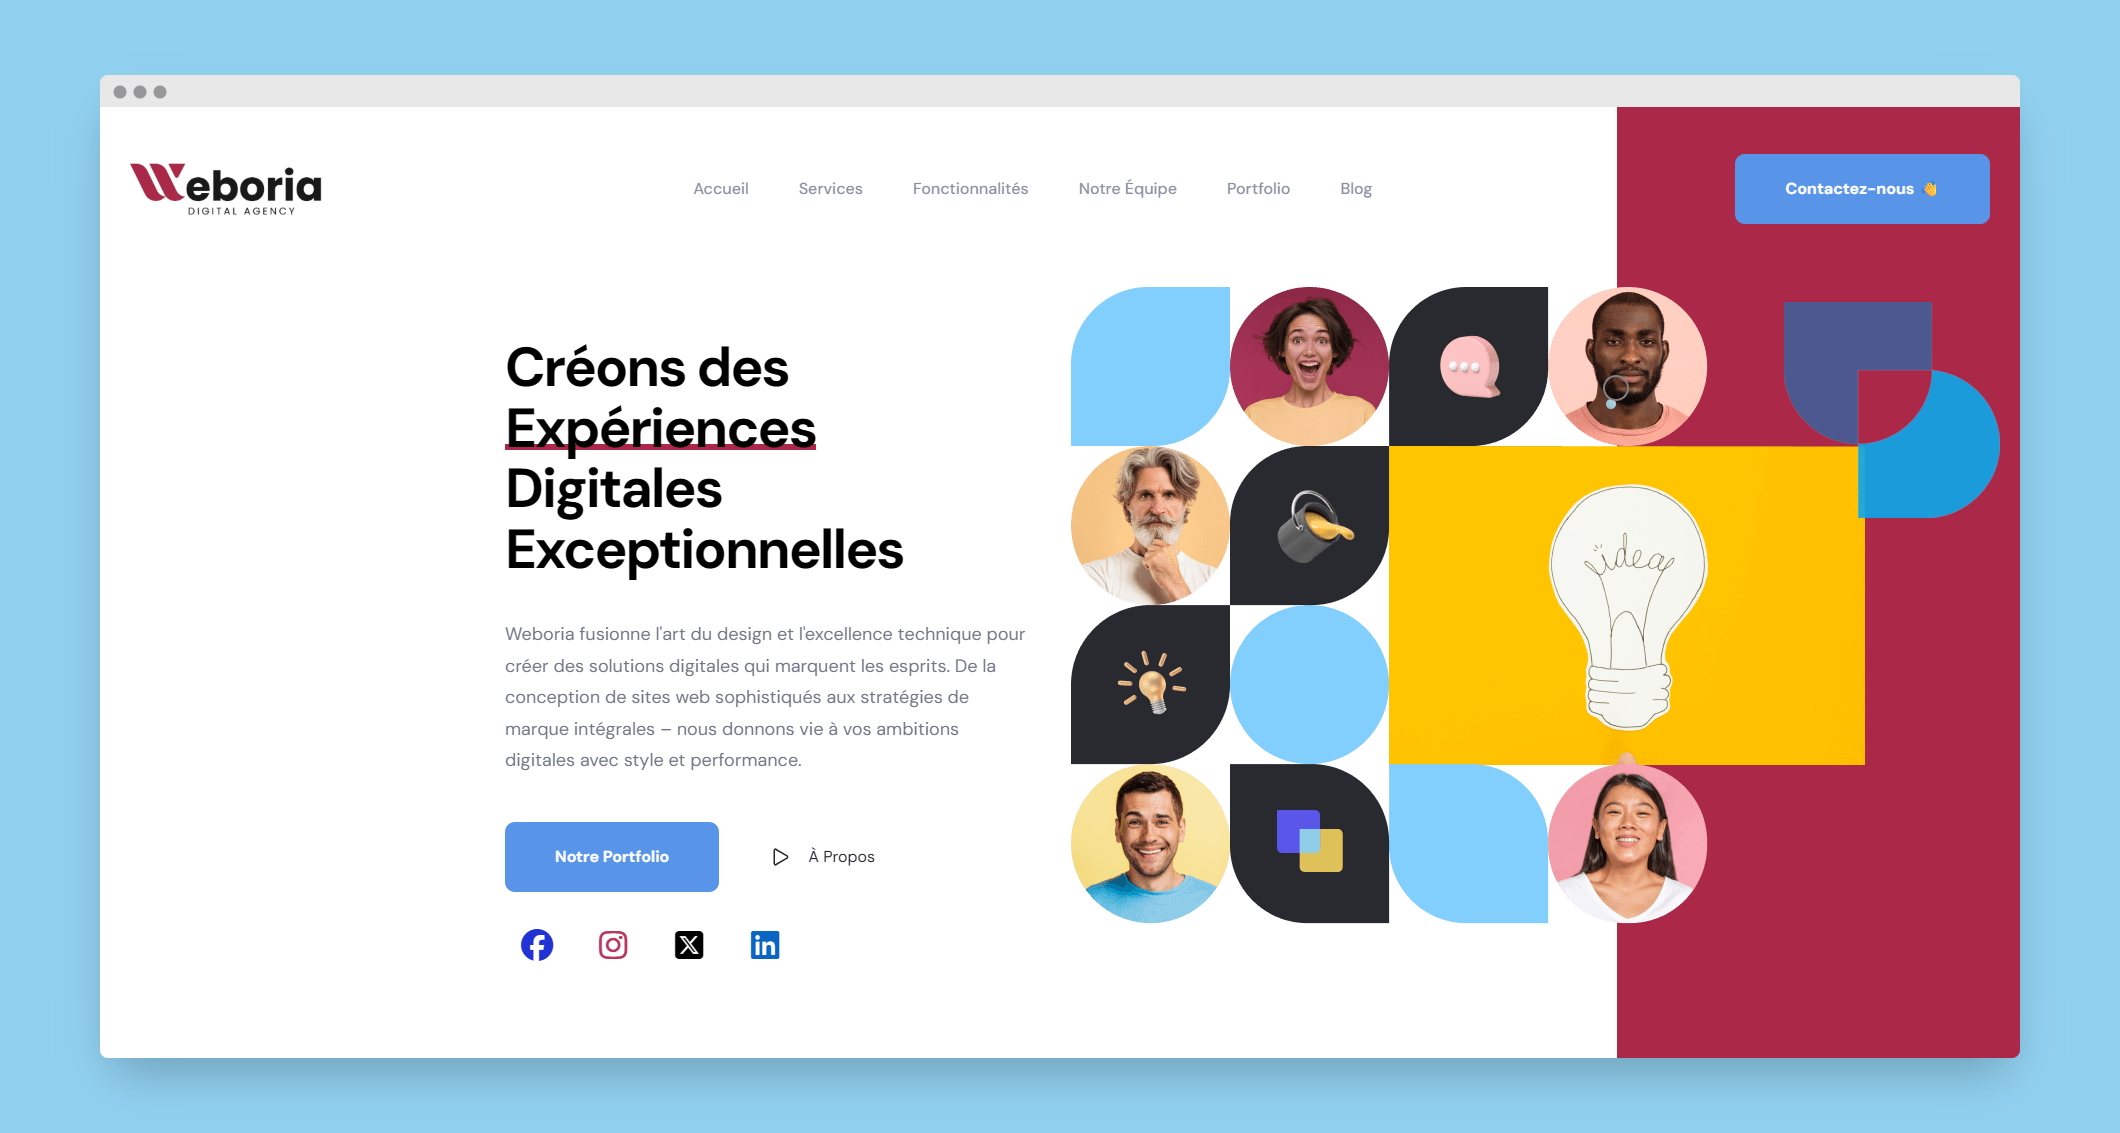 Weboria
DIGITAL AGENCY
Accueil
Services
Fonctionnalités
Notre Équipe
Portfolio
Blog
Contactez-nous 👋
Créons des
Expériences
Digitales
Exceptionnelles
idea
Weboria fusionne l'art du design et l'excellence technique pour
créer des solutions digitales qui marquent les esprits. De la
conception de sites web sophistiqués aux stratégies de
marque intégrales – nous donnons vie à vos ambitions
digitales avec style et performance.
Notre Portfolio
À Propos